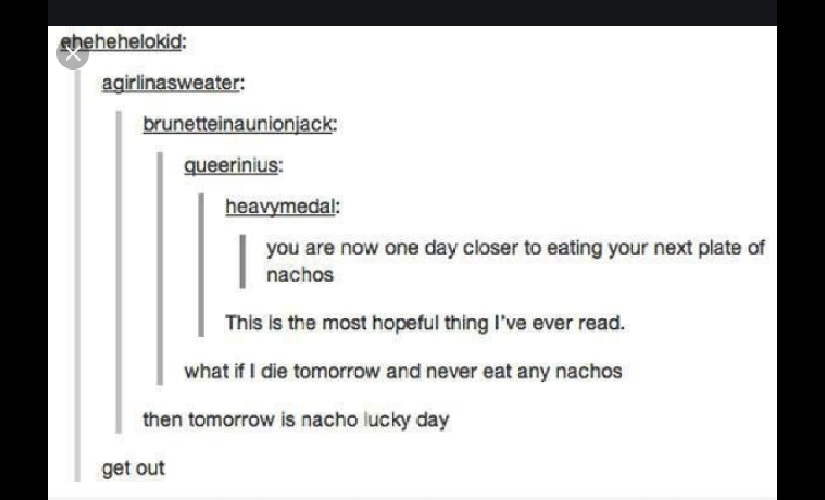 ehehehelokid:
agirlinasweater:
brunetteinaunionjack:
queerinius:
heavymedal:
you are now one day closer to eating your next plate of
nachos
This is the most hopeful thing I've ever read.
what if I die tomorrow and never eat any nachos
then tomorrow is nacho lucky day
get out